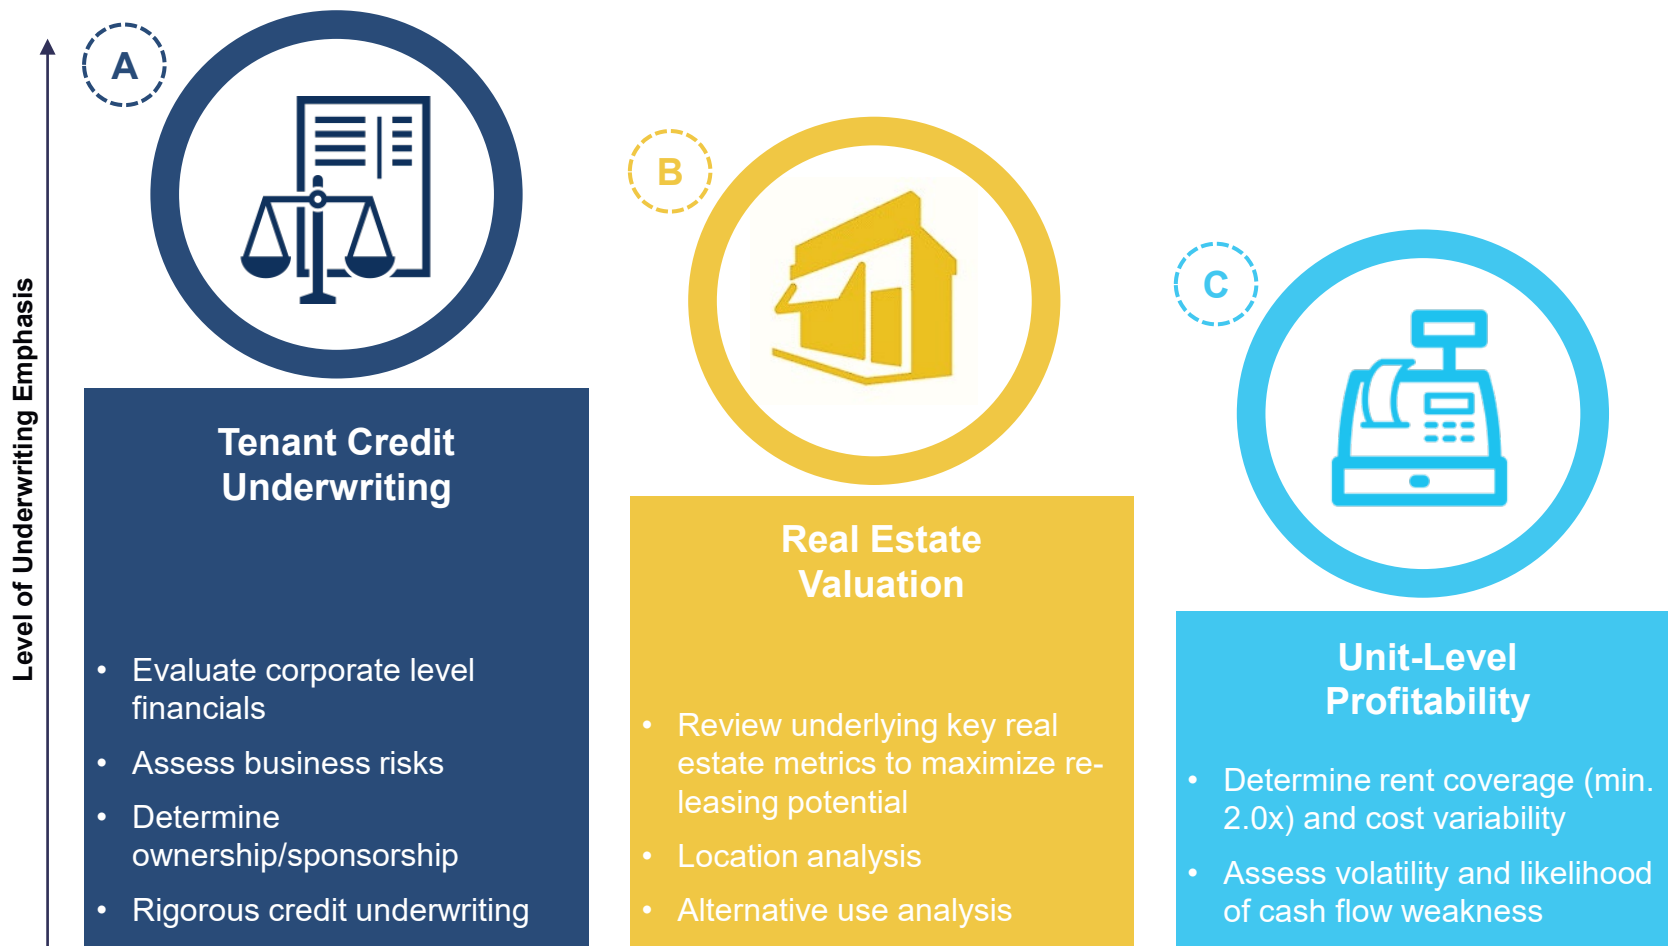 Level of Underwriting Emphasis
A
Tenant Credit
Underwriting
• Evaluate corporate level
financials
• Assess business risks
• Determine
ownership/sponsorship
• Rigorous credit underwriting
B
Real Estate
Valuation
• Review underlying key real
estate metrics to maximize re-
leasing potential
• Location analysis
• Alternative use analysis
C
Unit-Level
Profitability
• Determine rent coverage (min.
2.0x) and cost variability
• Assess volatility and likelihood
of cash flow weakness